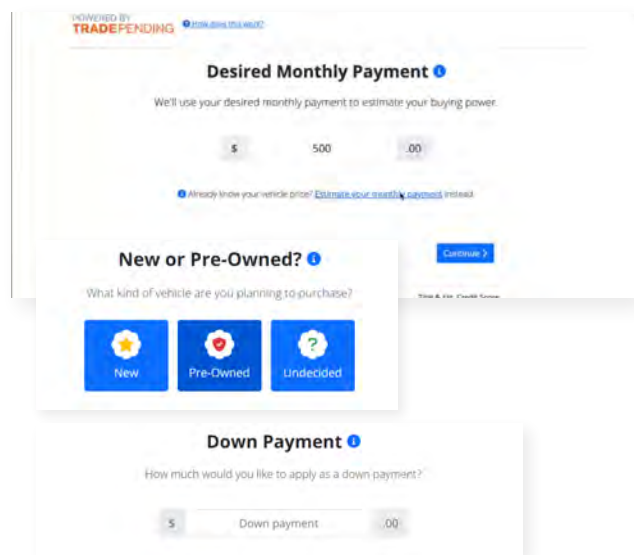 POWERED BY
TRADEPENDING How does this work?
Desired Monthly Payment
We'll use your desired monthly payment to estimate your buying power.
$ 500 .00
Already know your vehicle price? Estimate your monthly payment instead.
Continue >
New or Pre-Owned?
What kind of vehicle are you planning to purchase?
New Pre-Owned Undecided
Down Payment
How much would you like to apply as a down payment?
$ Down payment .00